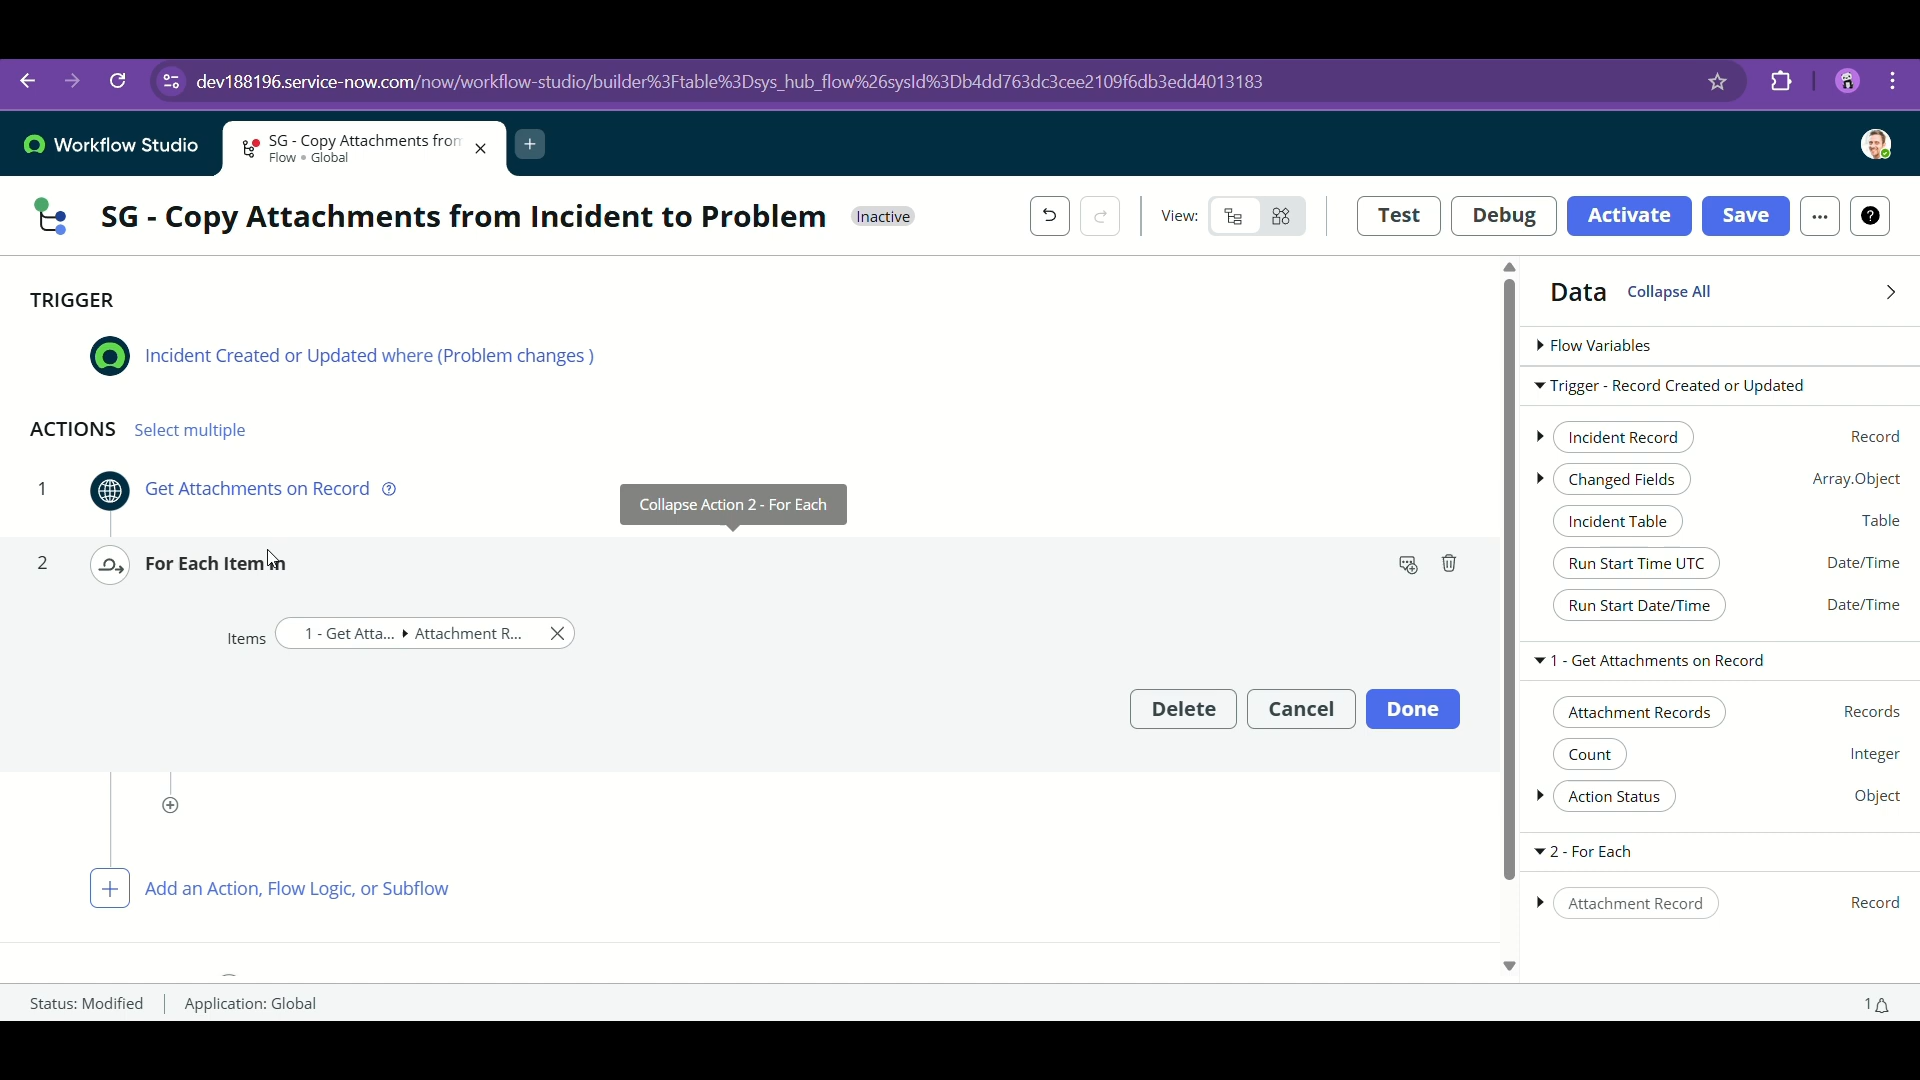 dev188196.service-now.com/now/workflow-studio/builder%3Ftable%3Dsys_hub_flow%26sysId%3Db4dd763dc3cee2109f6db3edd4013183
Workflow Studio
SG - Copy Attachments from
Flow • Global
SG - Copy Attachments from Incident to Problem
Inactive
View:
Test
Debug
Activate
Save
TRIGGER
Incident Created or Updated where (Problem changes )
ACTIONS Select multiple
1 Get Attachments on Record
Collapse Action 2 - For Each
2 For Each Item in
Items 1 - Get Atta... Attachment R...
Delete Cancel Done
Add an Action, Flow Logic, or Subflow
Data Collapse All
Flow Variables
Trigger - Record Created or Updated
Incident Record Record
Changed Fields Array.Object
Incident Table Table
Run Start Time UTC Date/Time
Run Start Date/Time Date/Time
1 - Get Attachments on Record
Attachment Records Records
Count Integer
Action Status Object
2 - For Each
Attachment Record Record
Status: Modified Application: Global
1